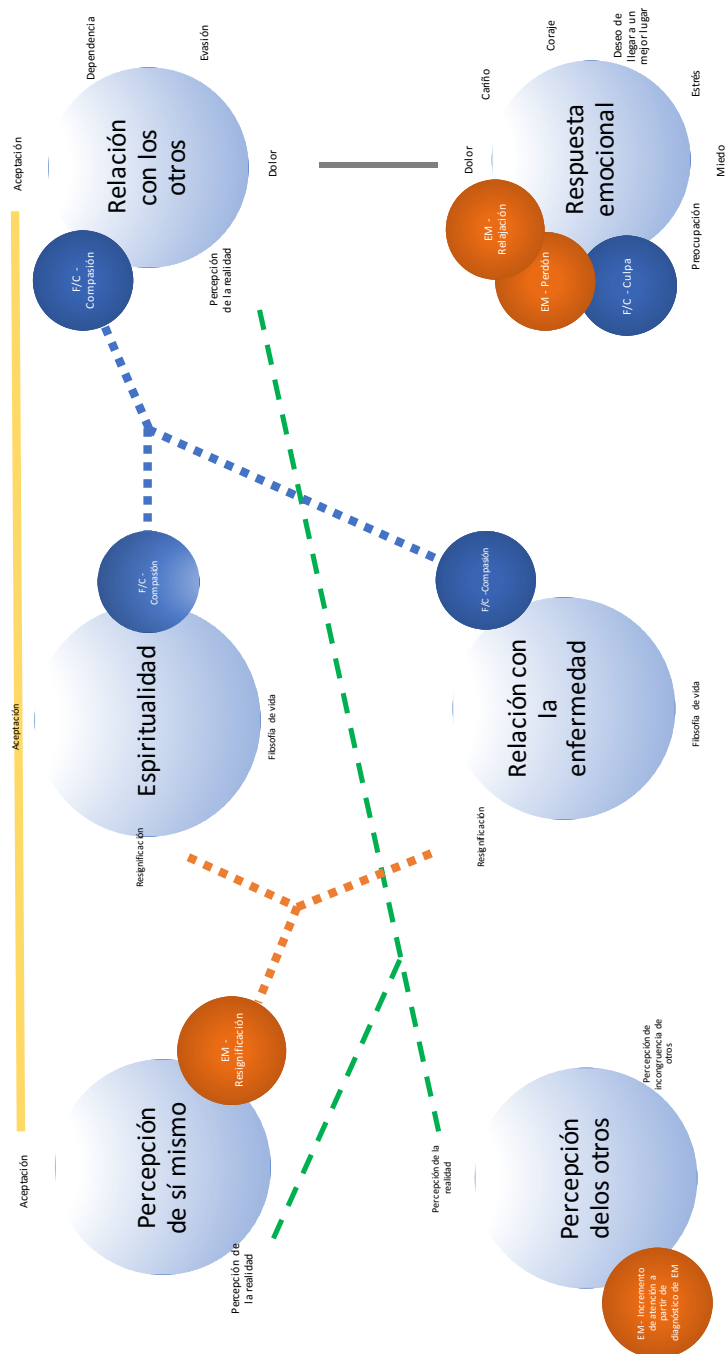 Aceptación
Dependencia
Evasión
Relación
con los
otros
Dolor
F/C -
Compasión
Percepción
de la realidad
Cariño
Coraje
Deseo de
llegar a un
mejor lugar
Estrés
Miedo
Dolor
Respuesta
emocional
EM -
Relajación
EM - Perdón
F/C - Culpa
Preocupación
Aceptación
F/C -
Compasión
Espiritualidad
Filosofía de vida
Resignificación
F/C -Compasión
Relación con
la
enfermedad
Filosofía de vida
Resignificación
Aceptación
EM -
Resignificación
Percepción
de sí mismo
Percepción de
la realidad
Percepción de la
realidad
Percepción de
incongruencia de
otros
Percepción
delos otros
EM - Incremento
de atención a
partir de
diagnóstico de EM